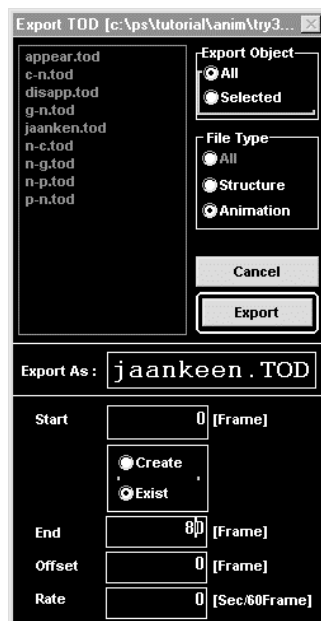 Export TOD [c:\ps\tutorial\anim\try3...
appear.tod
c-n.tod
disapp.tod
g-n.tod
jaanken.tod
n-c.tod
n-g.tod
n-p.tod
p-n.tod
Export Object
All
Selected
File Type
All
Structure
Animation
Cancel
Export
Export As : jaankeen.TOD
Start 0 [Frame]
Create
Exist
End 80 [Frame]
Offset 0 [Frame]
Rate 0 [Sec/60Frame]